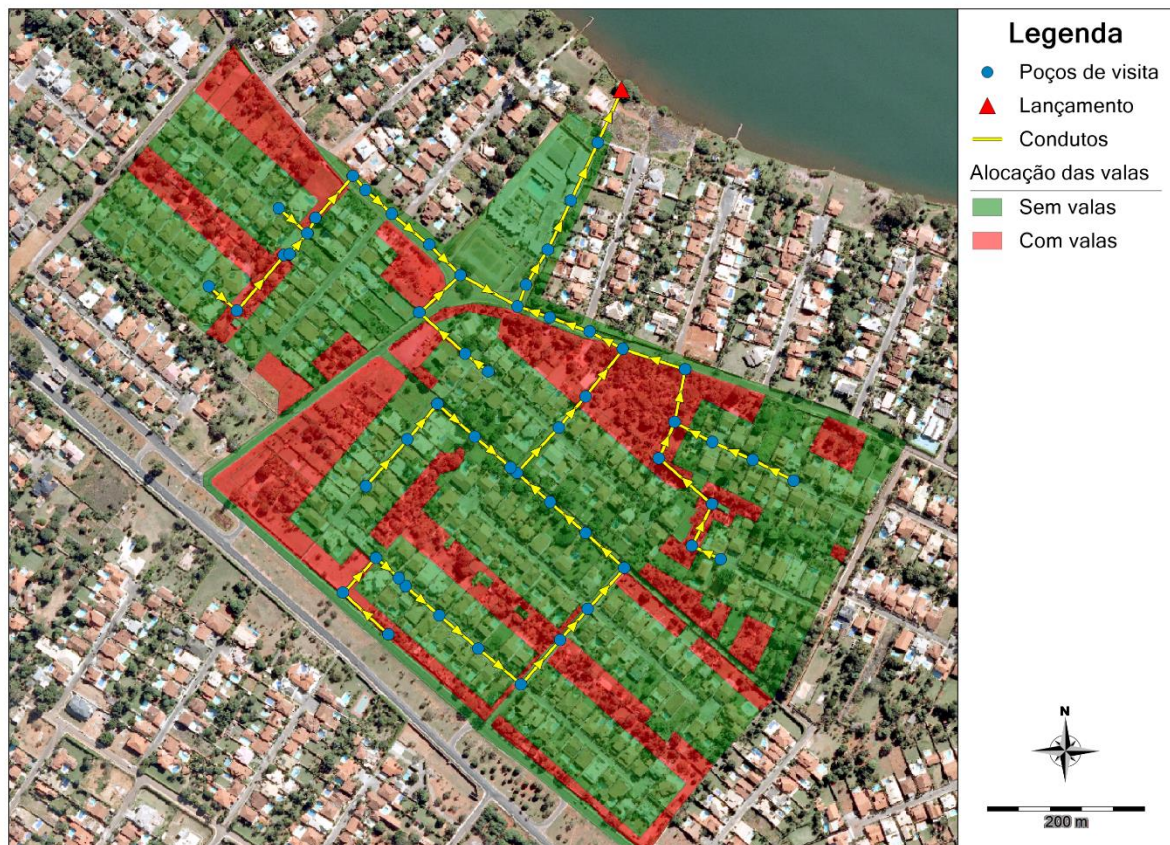 Legenda
Poços de visita
Lançamento
Condutos
Alocação das valas
Sem valas
Com valas
N
200 m